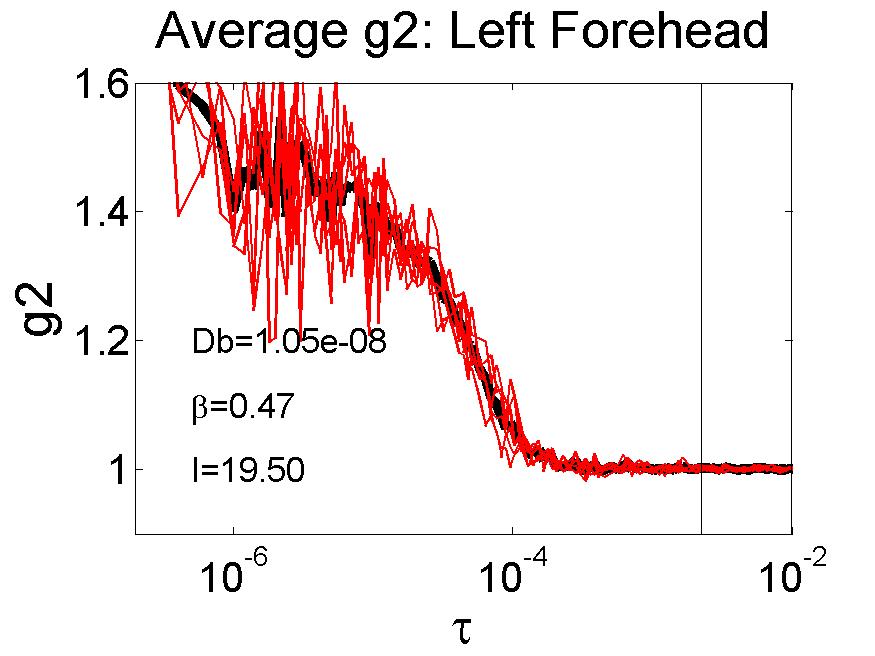 Average g2: Left Forehead
1.6
1.4
1.2
1
g2
Db=1.05e-08
β=0.47
I=19.50
10^-6
10^-4
10^-2
τ